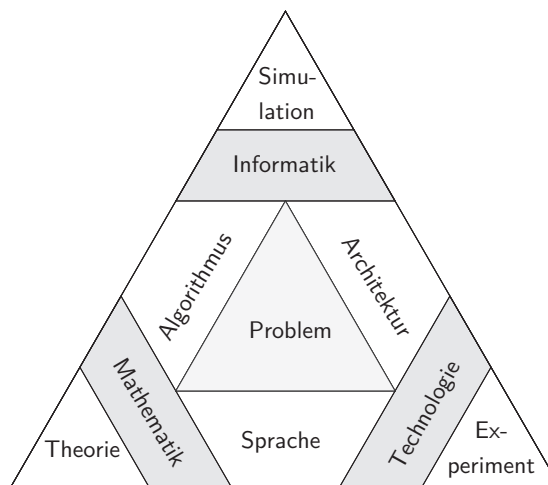 Simu-
lation
Informatik
Algorithmus
Architektur
Problem
Mathematik
Technologie
Theorie
Sprache
Ex-
periment